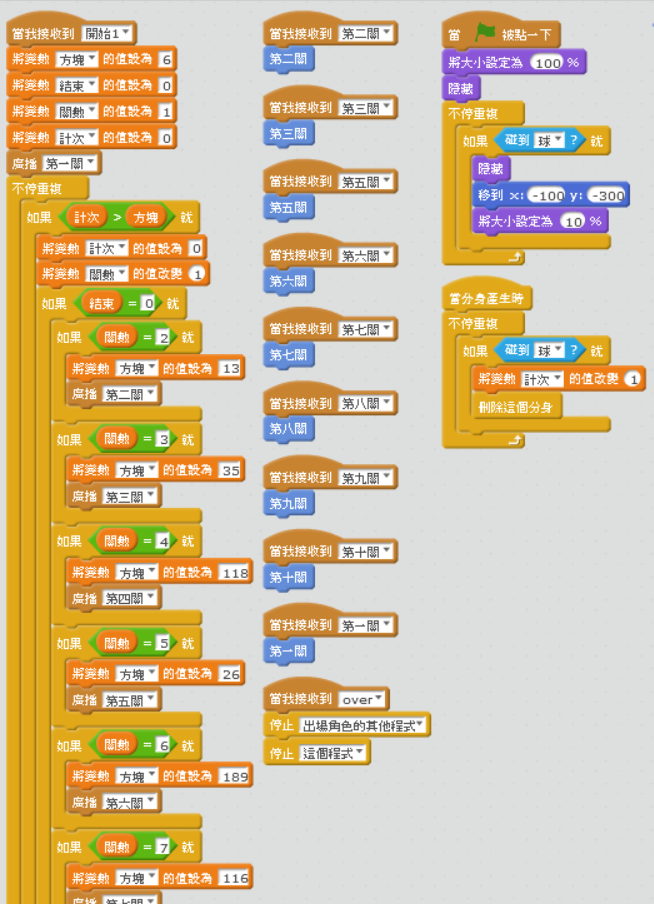 當我接收到 開始1
將變數 方塊 的值設為 6
將變數 結束 的值設為 0
將變數 關數 的值設為 1
將變數 計次 的值設為 0
廣播 第一關
不停重複
如果 計次 > 方塊 就
將變數 計次 的值設為 0
將變數 關數 的值改變 1
如果 結束 = 0 就
如果 關數 = 2 就
將變數 方塊 的值設為 13
廣播 第二關
如果 關數 = 3 就
將變數 方塊 的值設為 35
廣播 第三關
如果 關數 = 4 就
將變數 方塊 的值設為 118
廣播 第四關
如果 關數 = 5 就
將變數 方塊 的值設為 26
廣播 第五關
如果 關數 = 6 就
將變數 方塊 的值設為 189
廣播 第六關
如果 關數 = 7 就
將變數 方塊 的值設為 116
廣播 第七關
當我接收到 第二關
第二關
當我接收到 第三關
第三關
當我接收到 第五關
第五關
當我接收到 第六關
第六關
當我接收到 第七關
第七關
當我接收到 第八關
第八關
當我接收到 第九關
第九關
當我接收到 第十關
第十關
當我接收到 第一關
第一關
當我接收到 over
停止 出場角色的其他程式
停止 這個程式
當 被點一下
將大小設定為 100 %
隱藏
不停重複
如果 碰到 球 ? 就
隱藏
移到 x: -100 y: -300
將大小設定為 10 %
當分身產生時
不停重複
如果 碰到 球 ? 就
將變數 計次 的值改變 1
刪除這個分身